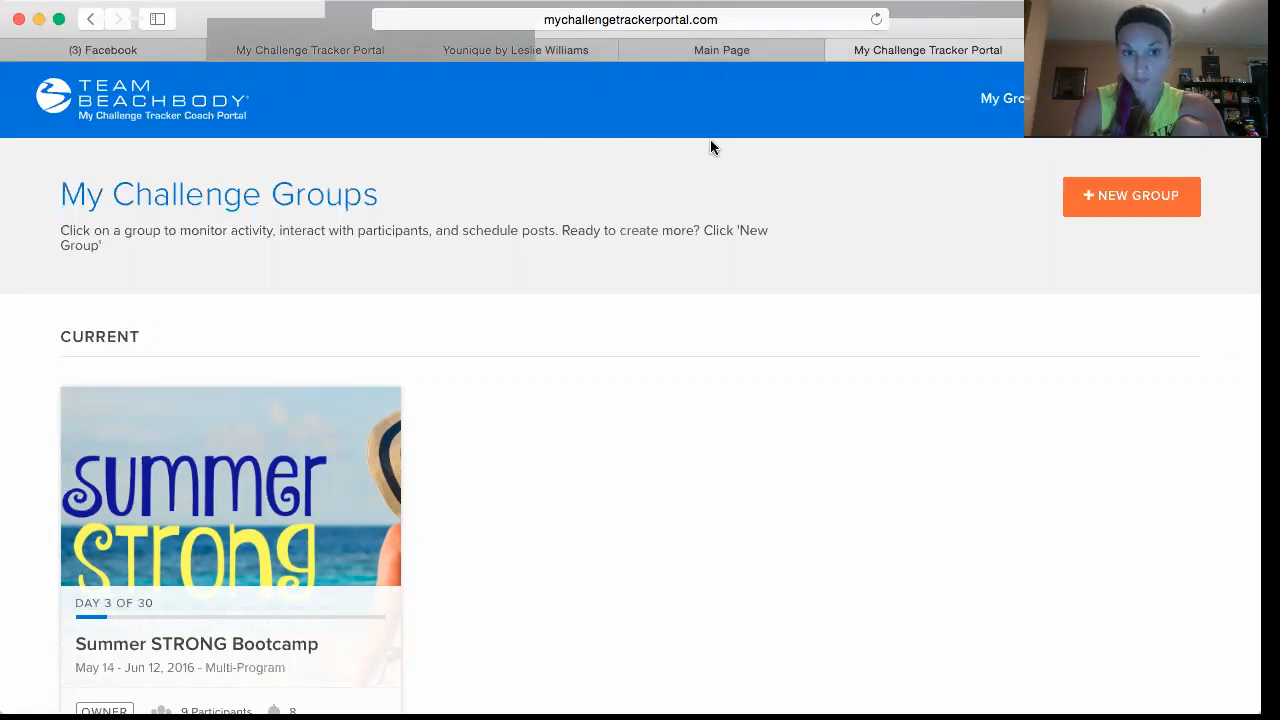 mychallengetrackerportal.com
(3) Facebook
My Challenge Tracker Portal
Younique by Leslie Williams
Main Page
My Challenge Tracker Portal
TEAM
BEACHBODY
My Challenge Tracker Coach Portal
My Gro
My Challenge Groups
+ NEW GROUP
Click on a group to monitor activity, interact with participants, and schedule posts. Ready to create more? Click 'New
Group'
CURRENT
summer
strong
DAY 3 OF 30
Summer STRONG Bootcamp
May 14 - Jun 12, 2016 - Multi-Program
OWNER 9 Participants 8